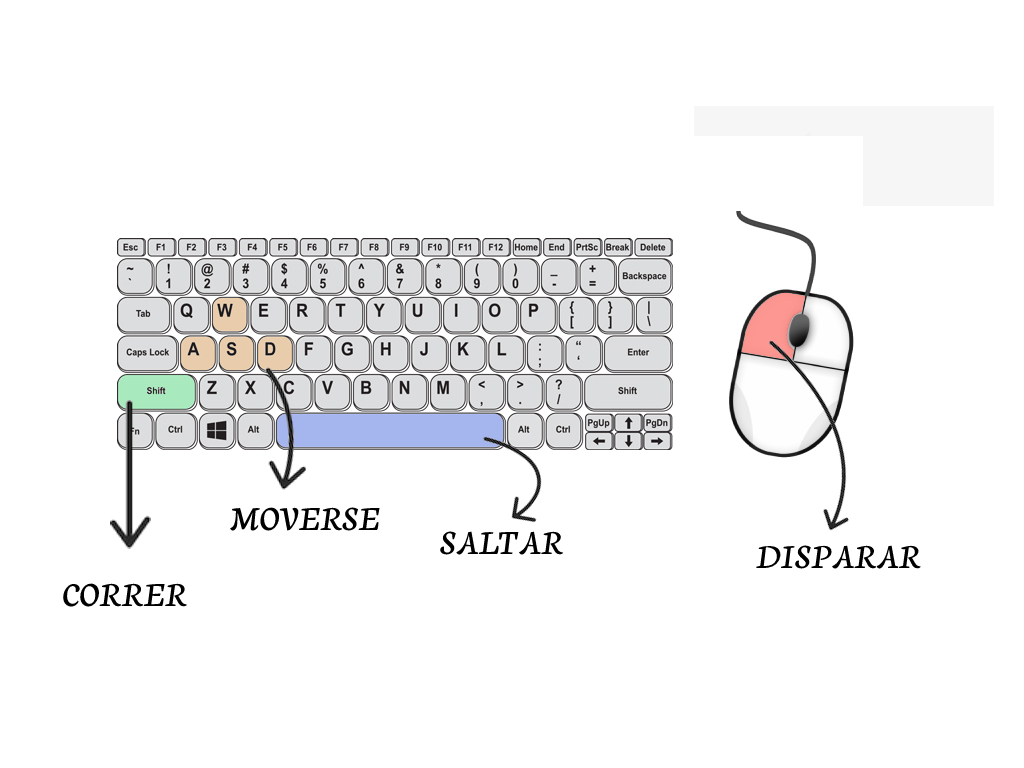 Esc F1 F2 F3 F4 F5 F6 F7 F8 F9 F10 F11 F12 Home End PrtSc Break Delete
~ ! @ # $ % ^ & * ( ) _ + Backspace
` 1 2 3 4 5 6 7 8 9 0 - =
Tab Q W E R T Y U I O P { } |
[ ] \
Caps Lock A S D F G H J K L : “ Enter
; ‘
Shift Z X C V B N M < > ? Shift
, . /
Fn Ctrl Alt Alt Ctrl PgUp PgDn
MOVERSE
SALTAR
DISPARAR
CORRER